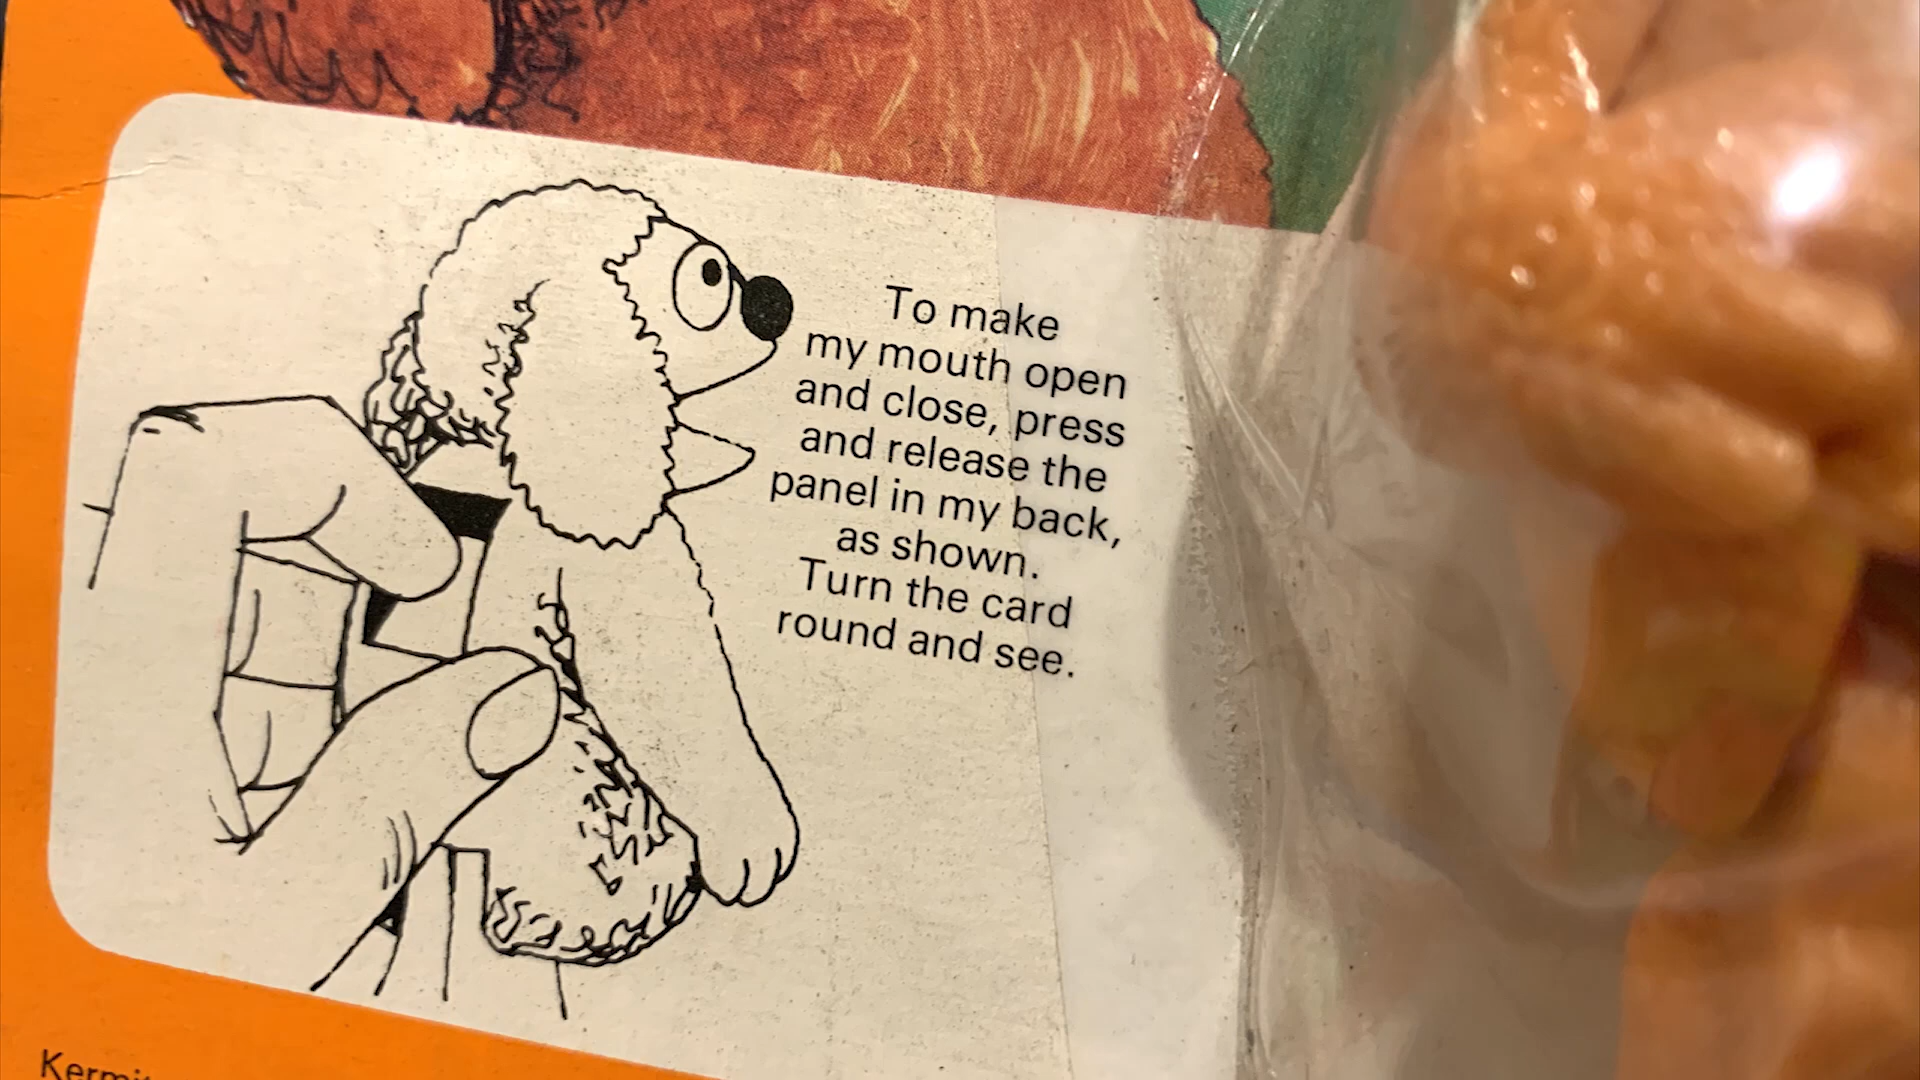 To make
my mouth open
and close, press
and release the
panel in my back,
as shown.
Turn the card
round and see.